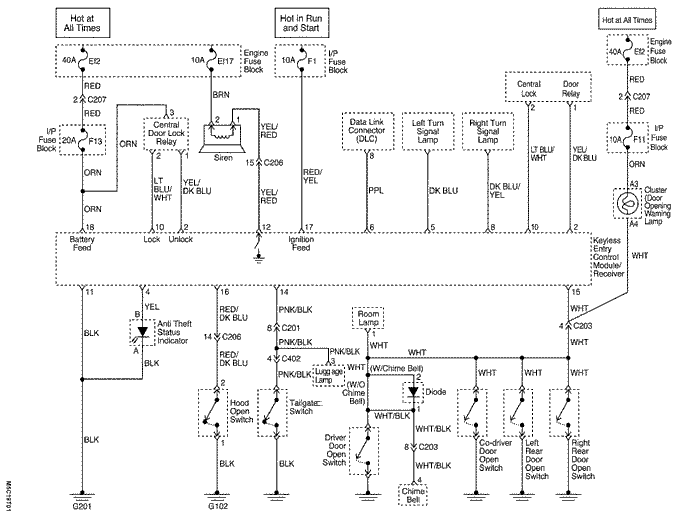 Hot at
All Times
Hot in Run
and Start
Hot at All Times
40A
Ef2
10A
Ef17
Engine
Fuse
Block
10A
F1
I/P
Fuse
Block
40A
Ef2
Engine
Fuse
Block
RED
2
C207
RED
BRN
RED
2
C207
RED
Central
Lock
Door
Relay
2
1
I/P
Fuse
Block
20A
F13
ORN
3
Central
Door Lock
Relay
2
1
2
1
Siren
YEL/
RED
15
C206
Data Link
Connector
(DLC)
8
Left Turn
Signal
Lamp
Right Turn
Signal Lamp
10A
F11
I/P
Fuse
Block
ORN
ORN
ORN
LT
BLU/
WHT
YEL/
DK BLU
YEL/
RED
RED/
YEL
PPL
DK BLU
DK BLU/
YEL
LT BLU/
WHT
YEL/
DK BLU
A3
Cluster
(Door
Opening
Warning
Lamp
A4
WHT
18
10
2
12
17
6
5
8
10
2
Battery
Feed
Lock
Unlock
Ignition
Feed
Keyless
Entry
Control
Module/
Receiver
11
4
16
14
15
BLK
YEL
B
Anti Theft
Status
Indicator
A
BLK
RED/
DK BLU
14
C206
RED/
DK BLU
PNK/BLK
8
C201
4
C402
PNK/BLK
PNK/BLK
3
Luggage
Lamp
Room
Lamp
1
WHT
WHT
4
C203
WHT
WHT
(W/Chime Bell)
WHT
(W/O
Chime
Bell)
2
Diode
1
WHT/BLK
WHT/BLK
8
C203
WHT/BLK
4
Chime
Bell
WHT
WHT
WHT
2
Hood
Open
Switch
1
Tailgate
Switch
Driver
Door
Open
Switch
Co-driver
Door
Open
Switch
Left
Rear
Door
Open
Switch
Right
Rear
Door
Open
Switch
BLK
BLK
BLK
G201
G102
M5C19T01